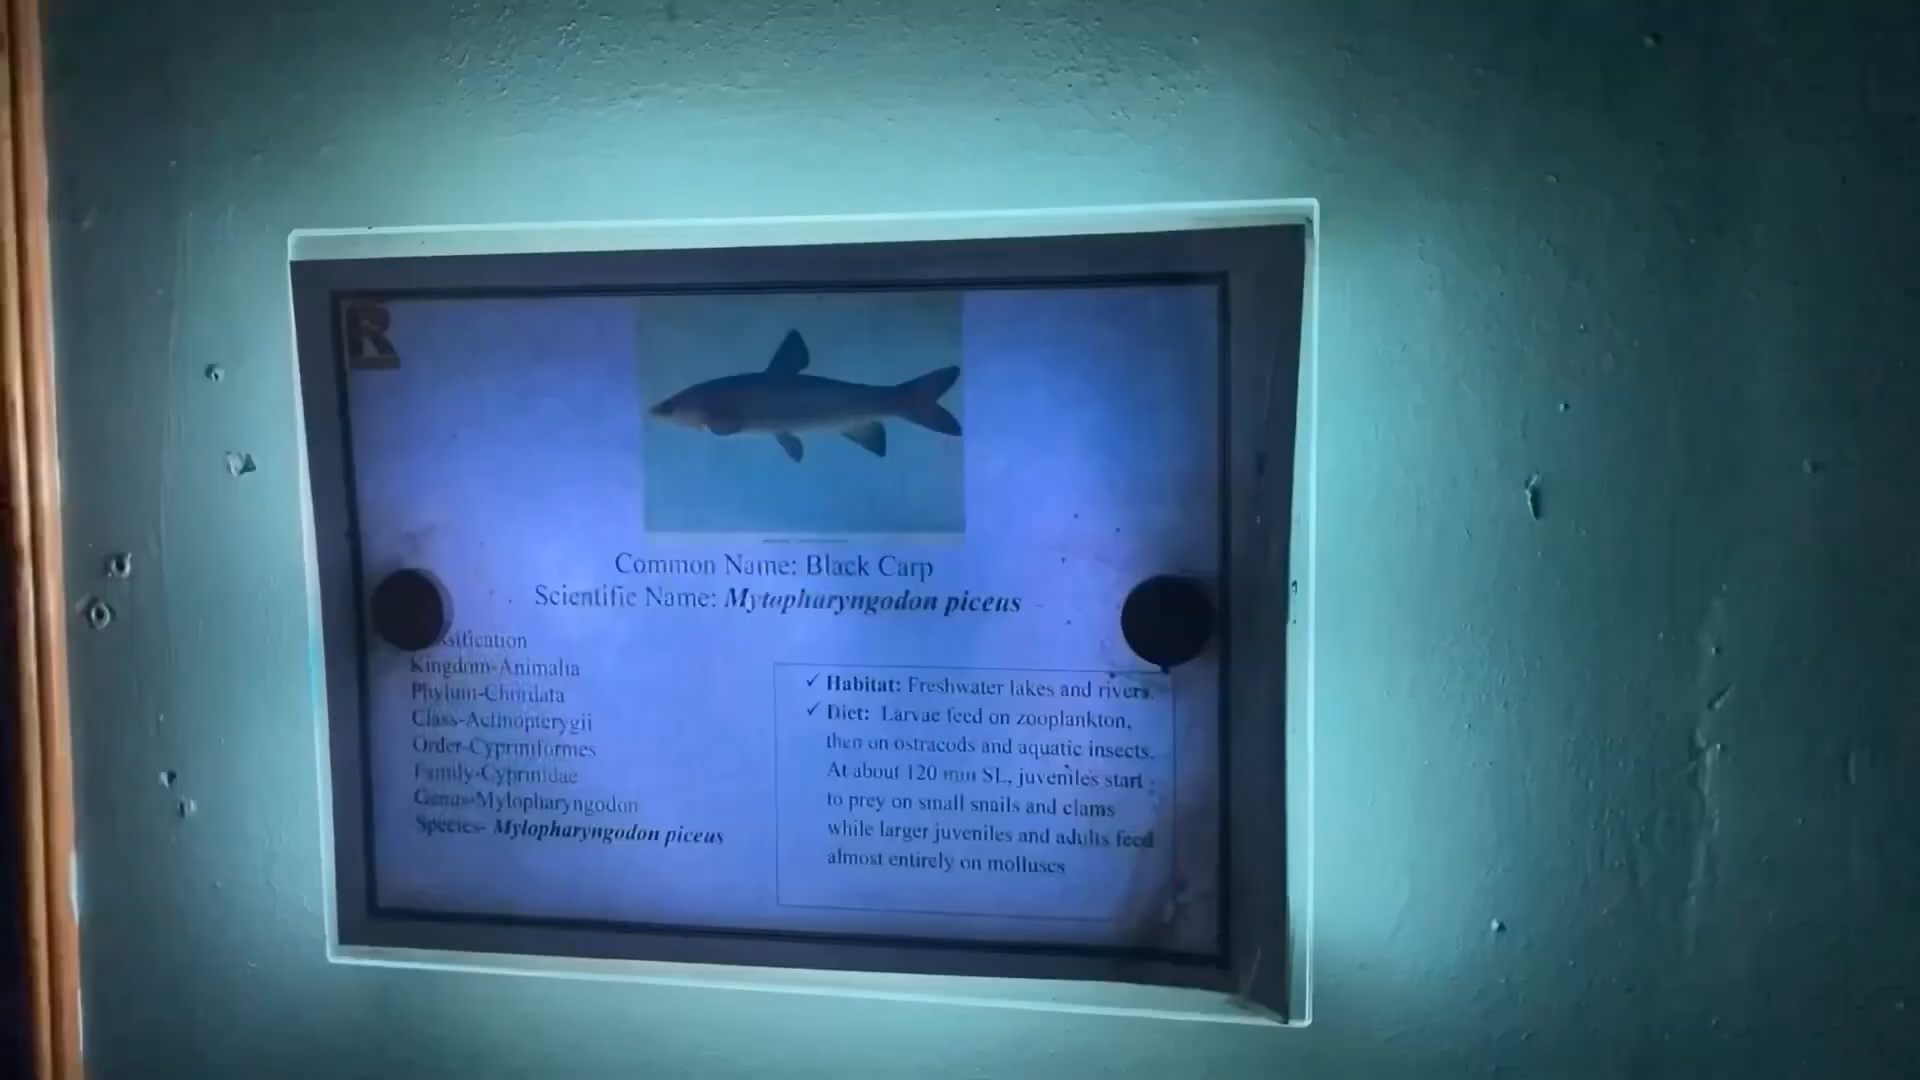 R
Common Name: Black Carp
Scientific Name: Mylopharyngodon piceus
ssification
Kingdom-Animalia
Phylum-Chordata
Class-Actinopterygii
Order-Cypriniformes
Family-Cyprinidae
Genus-Mylopharyngodon
Species- Mylopharyngodon piceus
✓ Habitat: Freshwater lakes and rivers.
✓ Diet: Larvae feed on zooplankton,
then on ostracods and aquatic insects.
At about 120 mm SL, juveniles start
to prey on small snails and clams
while larger juveniles and adults feed
almost entirely on molluscs